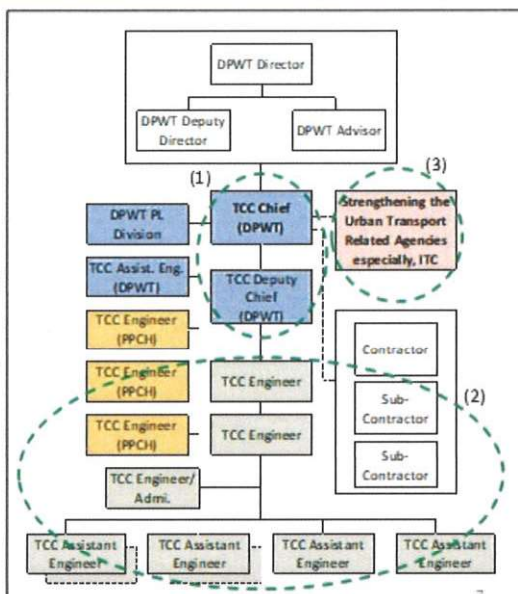 DPWT Director
DPWT Deputy
Director
DPWT Advisor
(1)
(3)
DPWT PL
Division
TCC Chief
(DPWT)
Strengthening the
Urban Transport
Related Agencies
especially, ITC
TCC Assist. Eng.
(DPWT)
TCC Deputy
Chief
(DPWT)
TCC Engineer
(PPCH)
Contractor
TCC Engineer
(PPCH)
TCC Engineer
(2)
Sub-
Contractor
TCC Engineer
(PPCH)
TCC Engineer
Sub-
Contractor
TCC Engineer/
Admi.
TCC Assistant
Engineer
TCC Assistant
Engineer
TCC Assistant
Engineer
TCC Assistant
Engineer